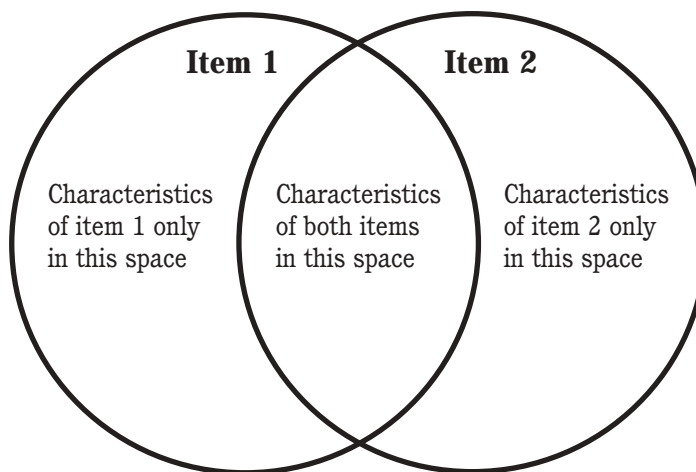 Item 1
Item 2
Characteristics
of item 1 only
in this space
Characteristics
of both items
in this space
Characteristics
of item 2 only
in this space